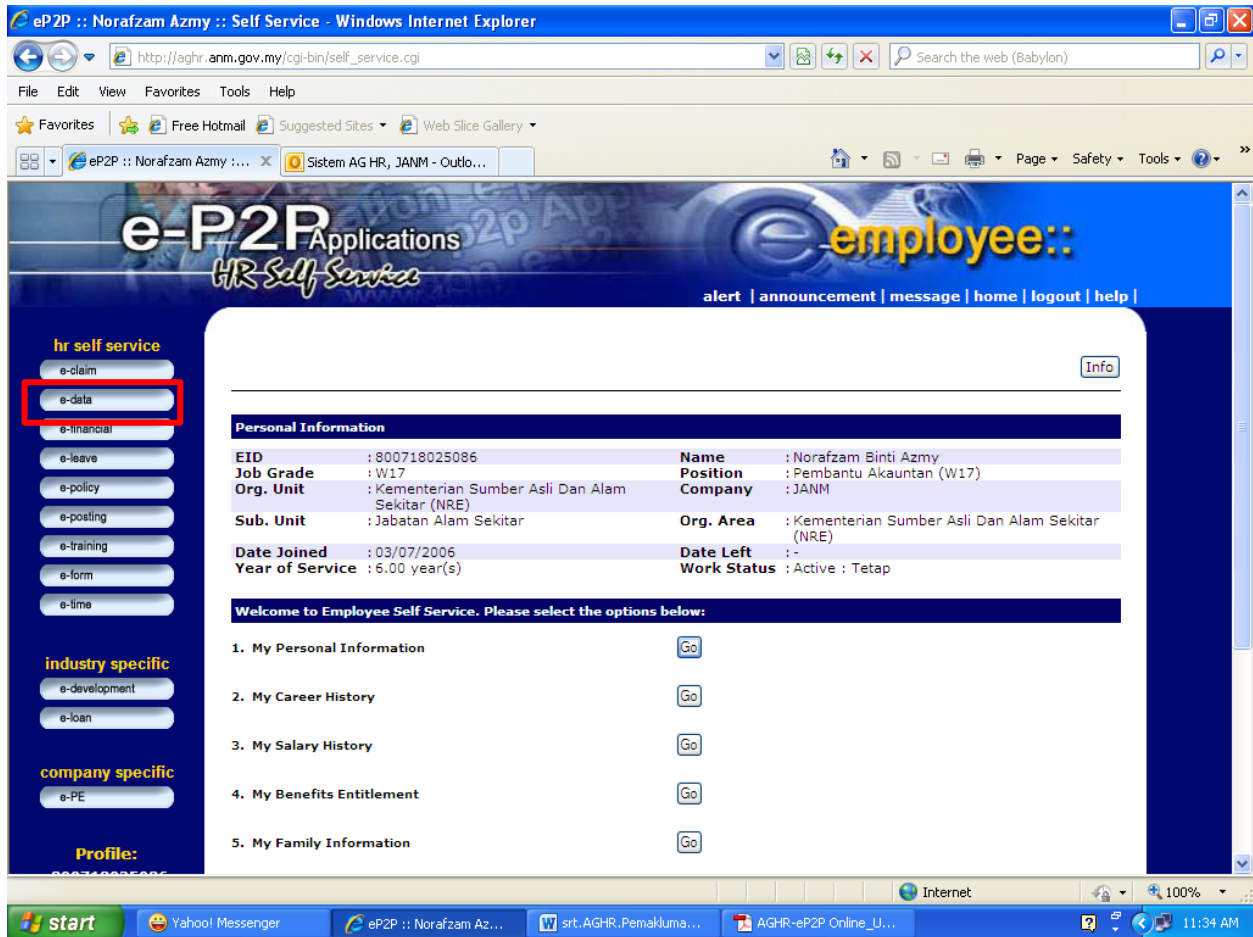 eP2P :: Norafzam Azmy :: Self Service - Windows Internet Explorer
http://aghr.anm.gov.my/cgi-bin/self_service.cgi
Search the web (Babylon)
File Edit View Favorites Tools Help
Favorites Free Hotmail Suggested Sites Web Slice Gallery
eP2P :: Norafzam Azmy :... X Sistem AG HR, JANM - Outlo... Page Safety Tools »
e-P2P Applications
HR Self Service
employee::
alert | announcement | message | home | logout | help |
hr self service
e-claim
e-data
e-financial
e-leave
e-policy
e-posting
e-training
e-form
e-time
industry specific
e-development
e-loan
company specific
e-PE
Profile:
Info
Personal Information
EID : 800718025086 Name : Norafzam Binti Azmy
Job Grade : W17 Position : Pembantu Akauntan (W17)
Org. Unit : Kementerian Sumber Asli Dan Alam Company : JANM
Sekitar (NRE)
Sub. Unit : Jabatan Alam Sekitar Org. Area : Kementerian Sumber Asli Dan Alam Sekitar
(NRE)
Date Joined : 03/07/2006 Date Left : -
Year of Service : 6.00 year(s) Work Status : Active : Tetap
Welcome to Employee Self Service. Please select the options below:
1. My Personal Information Go
2. My Career History Go
3. My Salary History Go
4. My Benefits Entitlement Go
5. My Family Information Go
Internet 100%
start Yahoo! Messenger eP2P :: Norafzam Az... srt.AGHR.Pemakluma... AGHR-eP2P Online_U... 11:34 AM